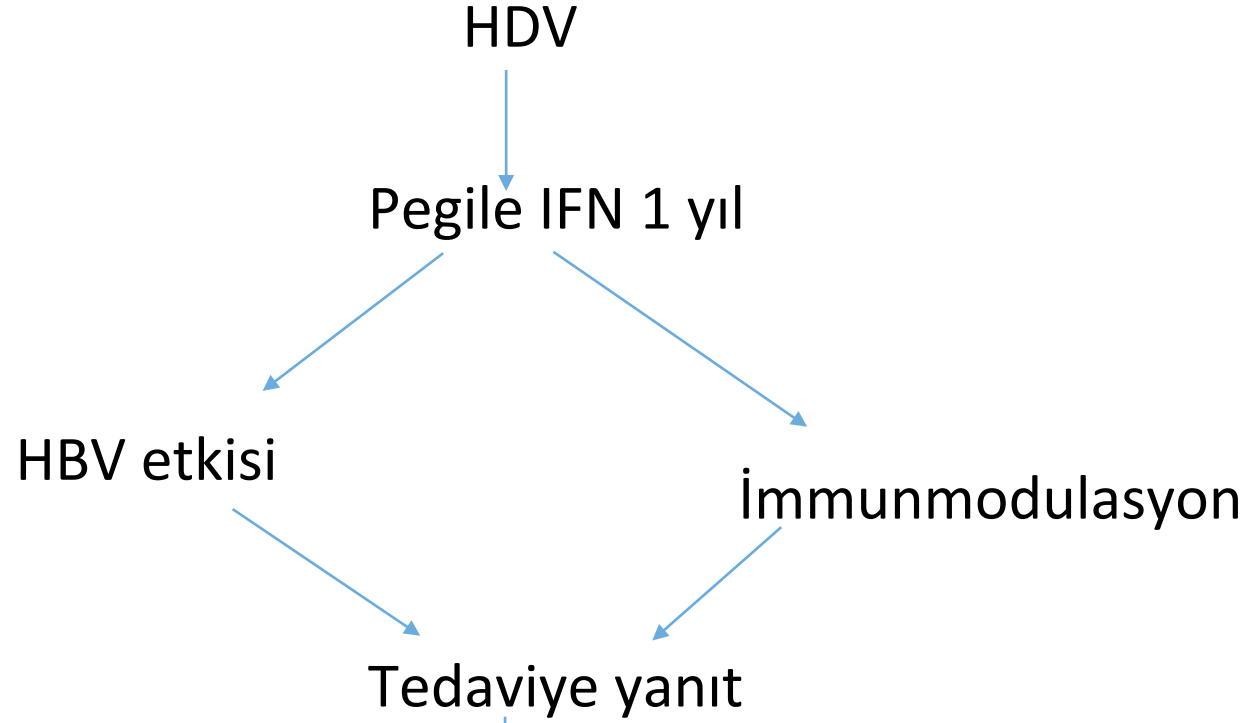 HDV
Pegile IFN 1 yıl
HBV etkisi
İmmunmodulasyon
Tedaviye yanıt